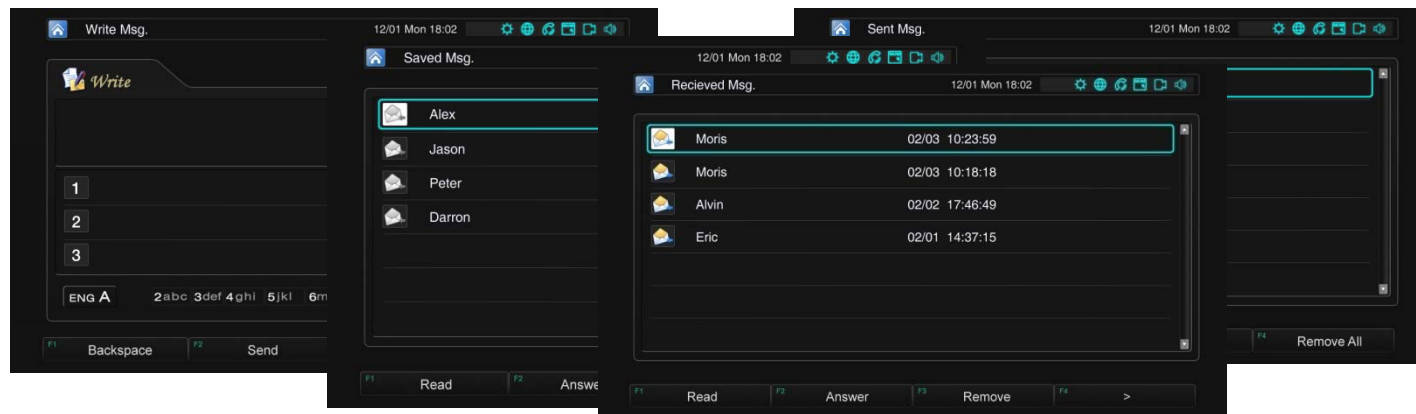 Write Msg.
12/01 Mon 18:02
Write
1
2
3
ENG A 2abc 3def 4ghi 5jkl 6m
F1 Backspace F2 Send
Saved Msg.
12/01 Mon 18:02
Alex
Jason
Peter
Darron
F1 Read F2 Answe
Recieved Msg. 12/01 Mon 18:02
Moris 02/03 10:23:59
Moris 02/03 10:18:18
Alvin 02/02 17:46:49
Eric 02/01 14:37:15
F1 Read F2 Answer F3 Remove F4 >
Sent Msg. 12/01 Mon 18:02
F4 Remove All